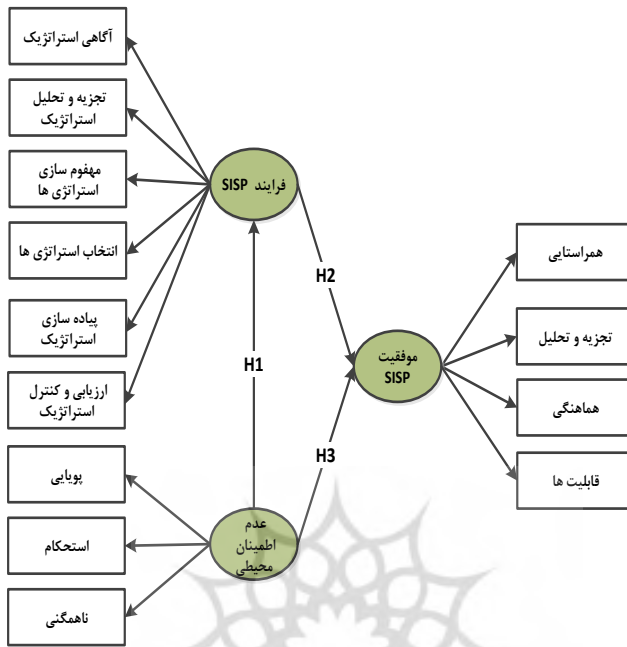 آگاهی استراتژیک
تجزیه و تحلیل
استراتژیک
مهفوم سازی
استراتژی ها
انتخاب استراتژی ها
پیاده سازی
استراتژیک
ارزیابی و کنترل
استراتژیک
پویایی
استحکام
ناهمگنی
فرایند SISP
H1
عدم
اطمینان
محیطی
H2
H3
موفقیت
SISP
همراستایی
تجزیه و تحلیل
هماهنگی
قابلیت ها